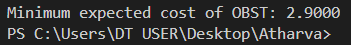 Minimum expected cost of OBST: 2.9000
PS C:\Users\DT USER\Desktop\Atharva>